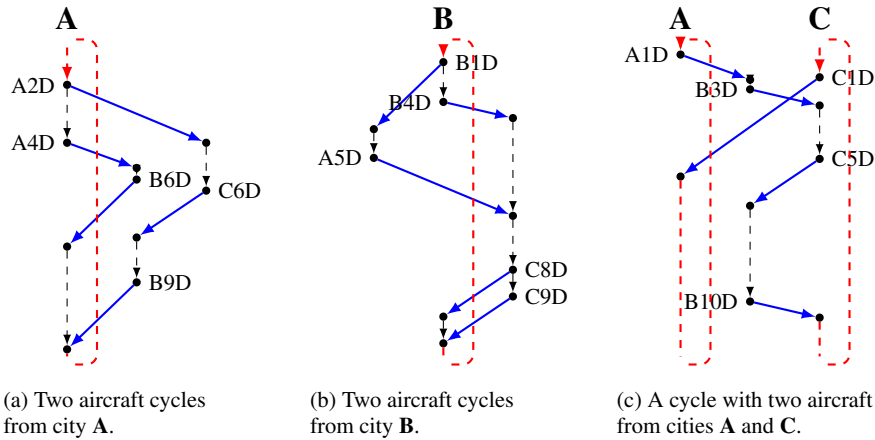 A
B
A
C
A2D
A4D
B6D
C6D
B9D
B1D
B4D
A5D
C8D
C9D
A1D
B3D
C1D
C5D
B10D
(a) Two aircraft cycles
from city A.
(b) Two aircraft cycles
from city B.
(c) A cycle with two aircraft
from cities A and C.